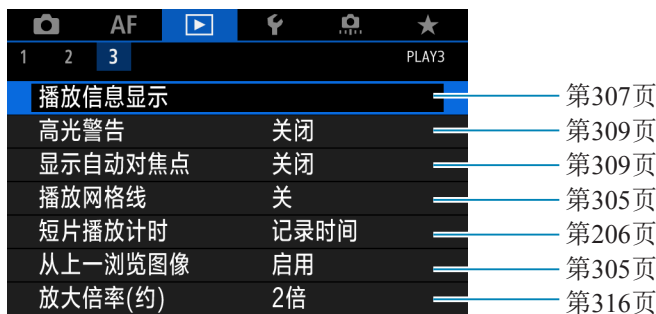 AF
1 2 3 PLAY3
播放信息显示 第307页
高光警告 关闭 第309页
显示自动对焦点 关闭 第309页
播放网格线 关 第305页
短片播放计时 记录时间 第206页
从上一浏览图像 启用 第305页
放大倍率(约) 2倍 第316页